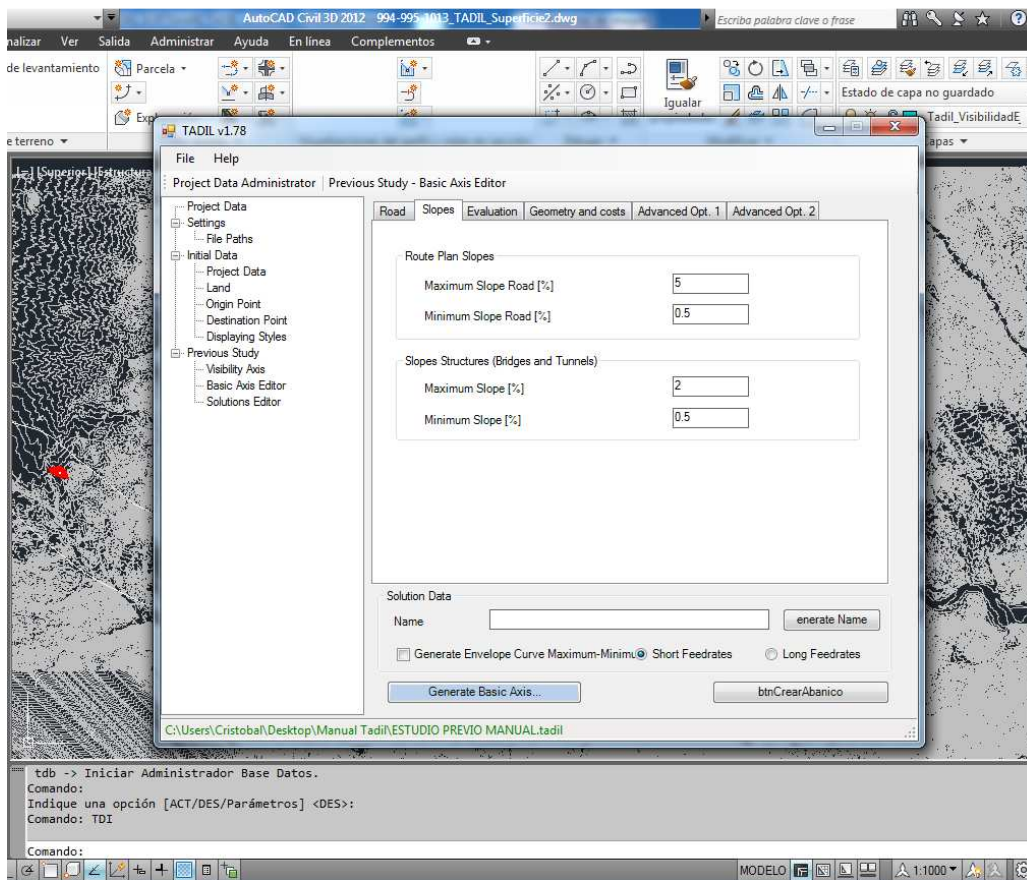 AutoCAD Civil 3D 2012 994-995-1013_TADIL_Superficie2.dwg
Escriba palabra clave o frase
nalizar Ver Salida Administrar Ayuda En línea Complementos
de levantamiento Parcela
Igualar
Estado de capa no guardado
Tadil_VisibilidadE
e terreno
apas
[-] [Superior] [Estructura
TADIL v1.78
File Help
Project Data Administrator Previous Study - Basic Axis Editor
Project Data
Settings
File Paths
Initial Data
Project Data
Land
Origin Point
Destination Point
Displaying Styles
Previous Study
Visibility Axis
Basic Axis Editor
Solutions Editor
Road Slopes Evaluation Geometry and costs Advanced Opt. 1 Advanced Opt. 2
Route Plan Slopes
Maximum Slope Road [%] 5
Minimum Slope Road [%] 0.5
Slopes Structures (Bridges and Tunnels)
Maximum Slope [%] 2
Minimum Slope [%] 0.5
Solution Data
Name enerate Name
Generate Envelope Curve Maximum-Minimu Short Feedrates Long Feedrates
Generate Basic Axis... btnCrearAbanico
C:\Users\Cristobal\Desktop\Manual Tadil\ESTUDIO PREVIO MANUAL.tadil
tdb -> Iniciar Administrador Base Datos.
Comando:
Indique una opción [ACT/DES/Parámetros] <DES>:
Comando: TDI
Comando:
MODELO 1:1000